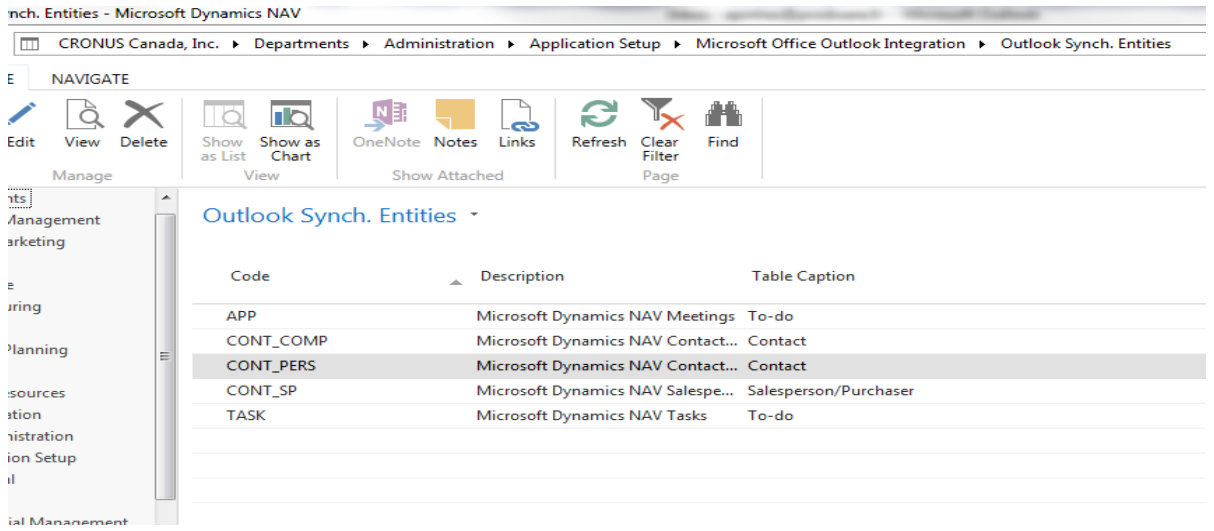 ynch. Entities - Microsoft Dynamics NAV
CRONUS Canada, Inc. ▸ Departments ▸ Administration ▸ Application Setup ▸ Microsoft Office Outlook Integration ▸ Outlook Synch. Entities
E NAVIGATE
Edit View Delete Show as List Show as Chart OneNote Notes Links Refresh Clear Filter Find
Manage View Show Attached Page
nts
Management
arketing
e
uring
Planning
esources
ation
nistration
ion Setup
al
ial Management
Outlook Synch. Entities
Code Description Table Caption
APP Microsoft Dynamics NAV Meetings To-do
CONT_COMP Microsoft Dynamics NAV Contact... Contact
CONT_PERS Microsoft Dynamics NAV Contact... Contact
CONT_SP Microsoft Dynamics NAV Salespe... Salesperson/Purchaser
TASK Microsoft Dynamics NAV Tasks To-do